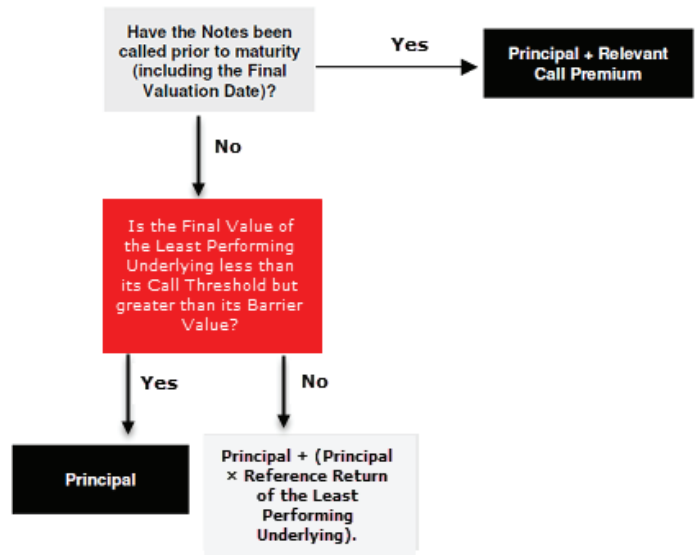 Have the Notes been
called prior to maturity
(including the Final
Valuation Date)?
Yes
Principal + Relevant
Call Premium
No
Is the Final Value of
the Least Performing
Underlying less than
its Call Threshold but
greater than its Barrier
Value?
Yes
No
Principal
Principal + (Principal
× Reference Return
of the Least
Performing
Underlying).